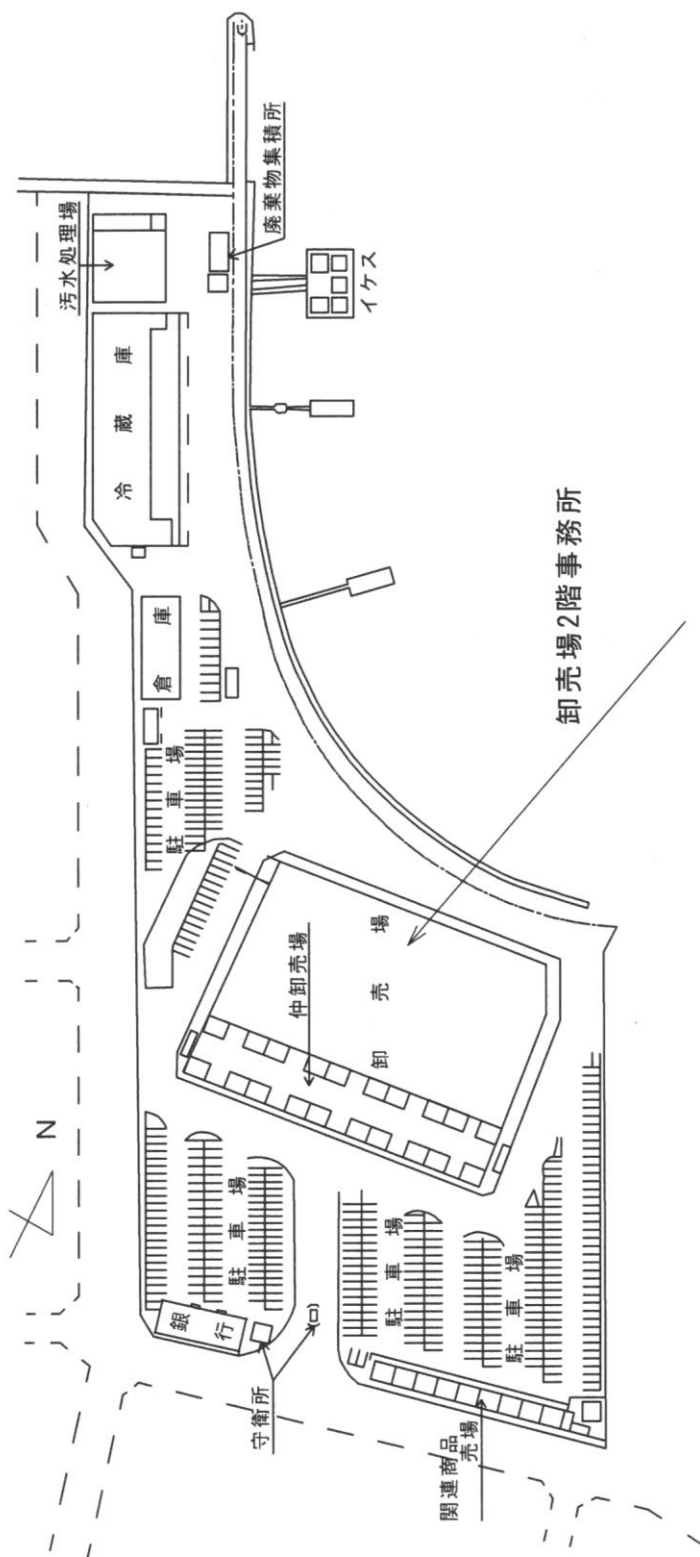 汚水処理場
廃棄物集積所
イケス
冷蔵庫
倉庫
駐車場
卸売場2階事務所
仲卸売場
卸売場
N
駐車場
駐車場
駐車場
銀行
守衛所
関連商品
売場